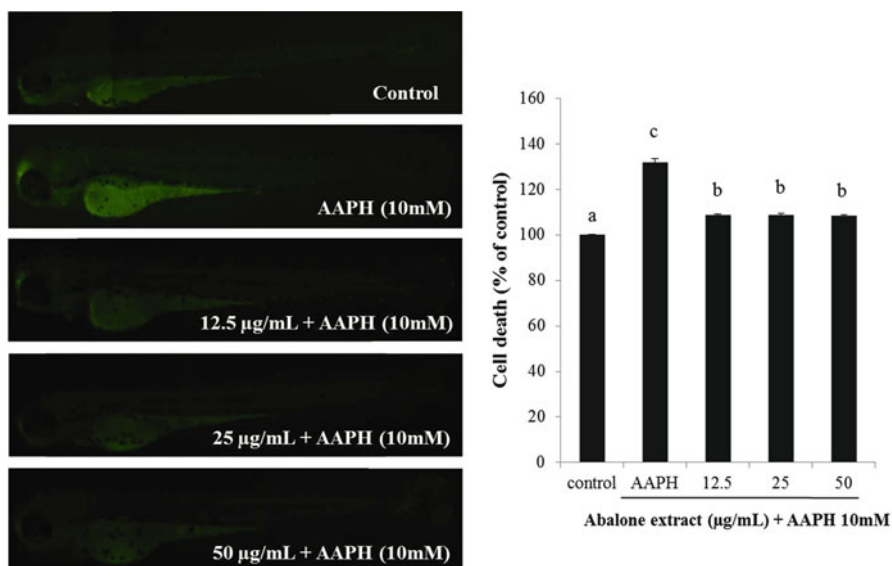 Control
AAPH (10mM)
12.5 µg/mL + AAPH (10mM)
25 µg/mL + AAPH (10mM)
50 µg/mL + AAPH (10mM)
Cell death (% of control)
160
140
120
100
80
60
40
20
0
a
c
b
b
b
control AAPH 12.5 25 50
Abalone extract (µg/mL) + AAPH 10mM